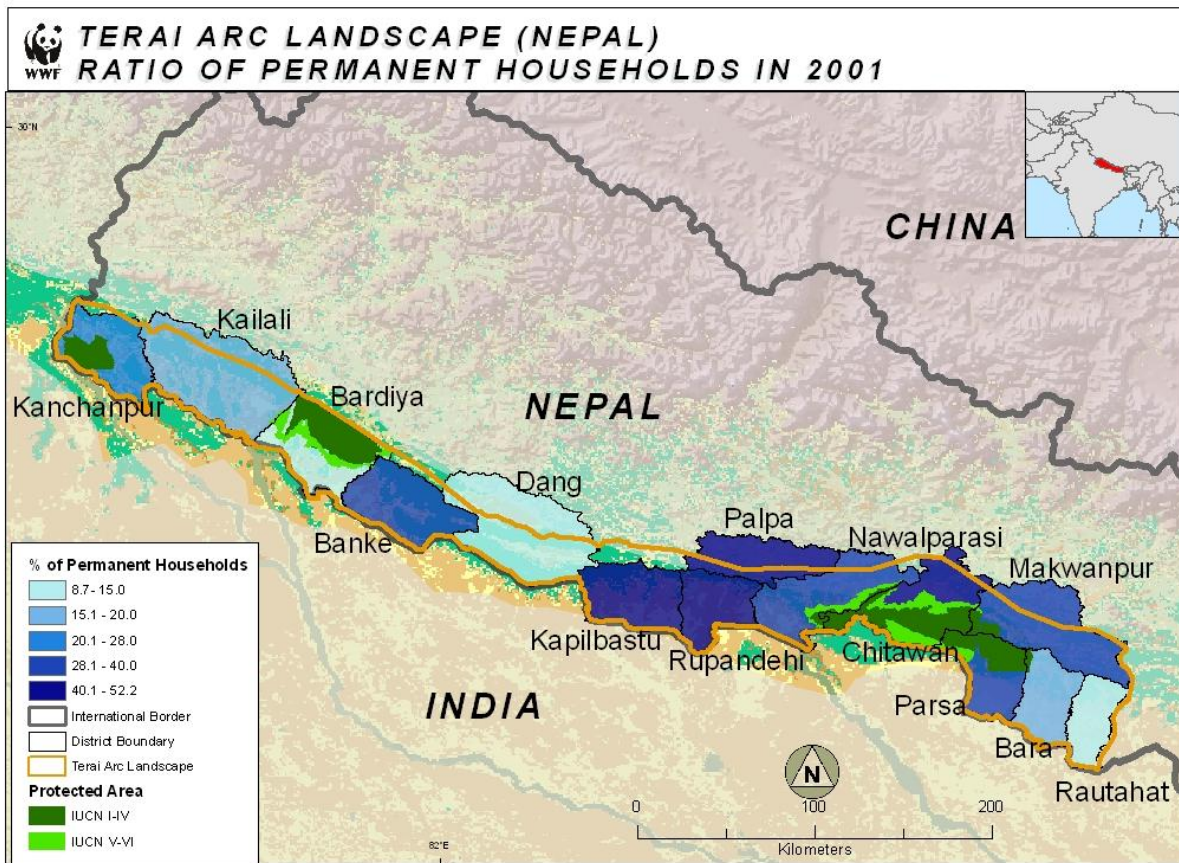 WWF
TERAI ARC LANDSCAPE (NEPAL)
RATIO OF PERMANENT HOUSEHOLDS IN 2001
30°N
CHINA
Kailali
Kanchanpur
Bardiya
NEPAL
Dang
Banke
Palpa
Nawalparasi
Makwanpur
Kapilbastu
Rupandehi
Chitawan
INDIA
Parsa
Bara
Rautahat
% of Permanent Households
8.7- 15.0
15.1 - 20.0
20.1 - 28.0
28.1 - 40.0
40.1 - 52.2
International Border
District Boundary
Terai Arc Landscape
Protected Area
IUCN I-IV
IUCN V-VI
N
0 100 200
Kilometers
82°E